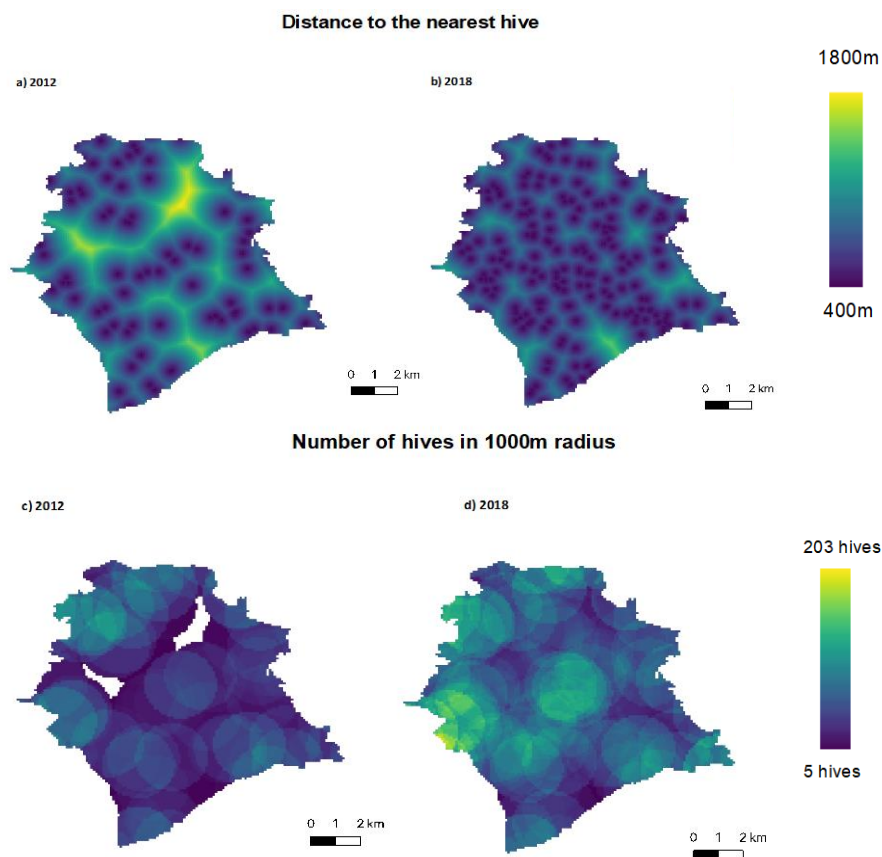 Distance to the nearest hive
1800m
a) 2012
b) 2018
400m
0 1 2 km
0 1 2 km
Number of hives in 1000m radius
c) 2012
d) 2018
203 hives
5 hives
0 1 2 km
0 1 2 km